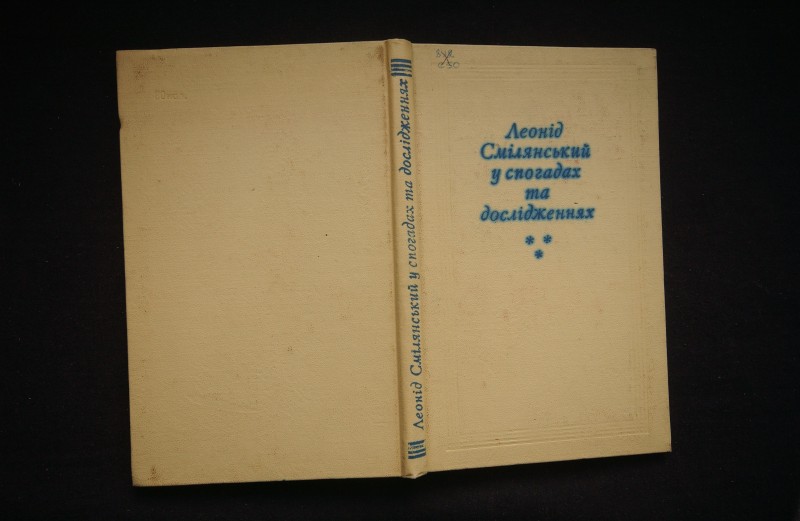 Леонід
Смілянський
у спогадах
та
дослідженнях
* *
*
Леонід Смілянський у спогадах та дослідженнях